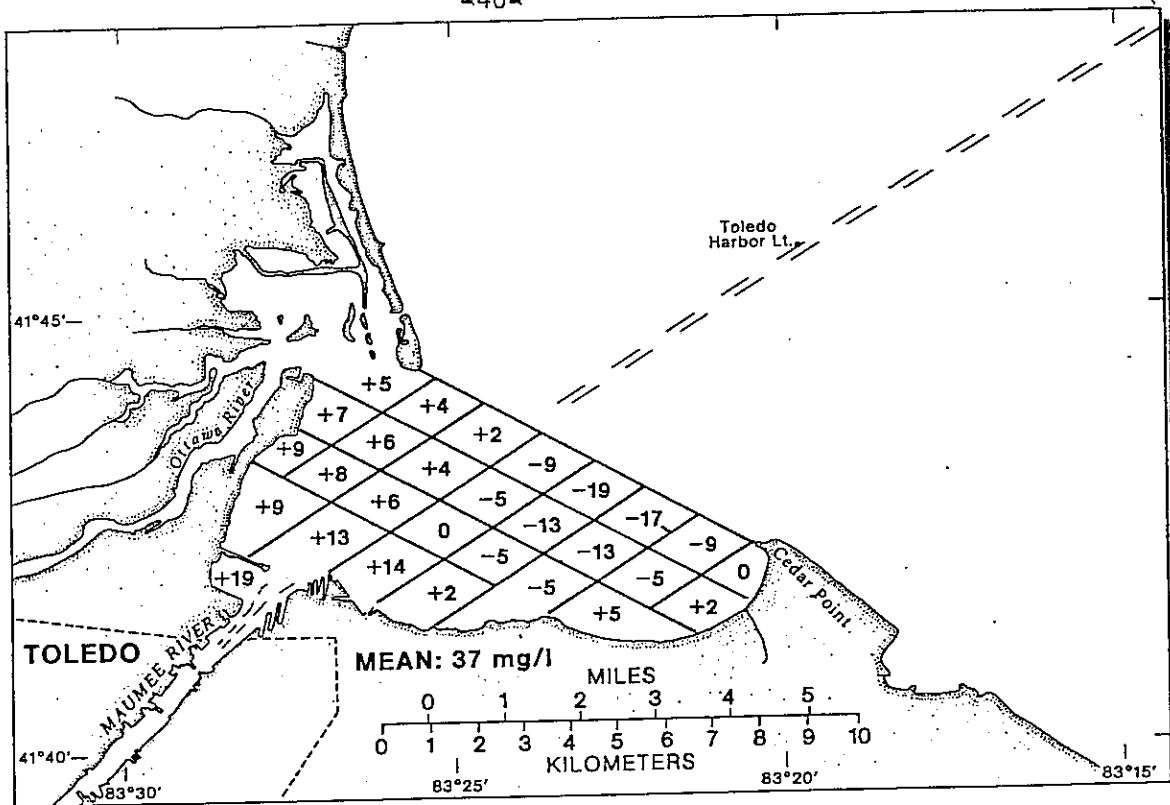 -40-
Toledo
Harbor Lt.
41°45'
Ottawa River
+5
+4
+7
+2
+6
+9
-9
+4
+8
-19
-5
+6
+9
-17
-13
0
+13
-9
-13
-5
+14
0
-5
+19
-5
+2
+2
+5
Cedar Point
MAUMEE RIVER
TOLEDO
MEAN: 37 mg/l
MILES
0 1 2 3 4 5
0 1 2 3 4 5 6 7 8 9 10
KILOMETERS
41°40'
83°30' 83°25' 83°20' 83°15'